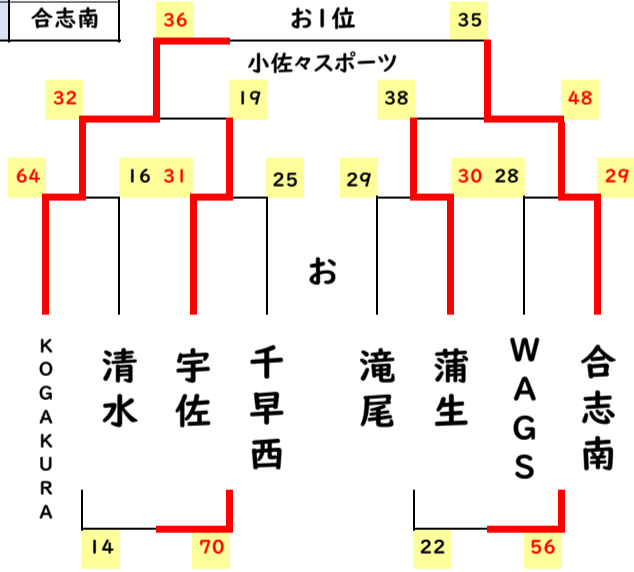 合志南
36 お1位 35
小佐々スポーツ
32 19 38 48
64 16 31 25 29 30 28 29
お
KOGAKURA
清水
宇佐
千早西
滝尾
蒲生
WAGS
合志南
14 70 22 56